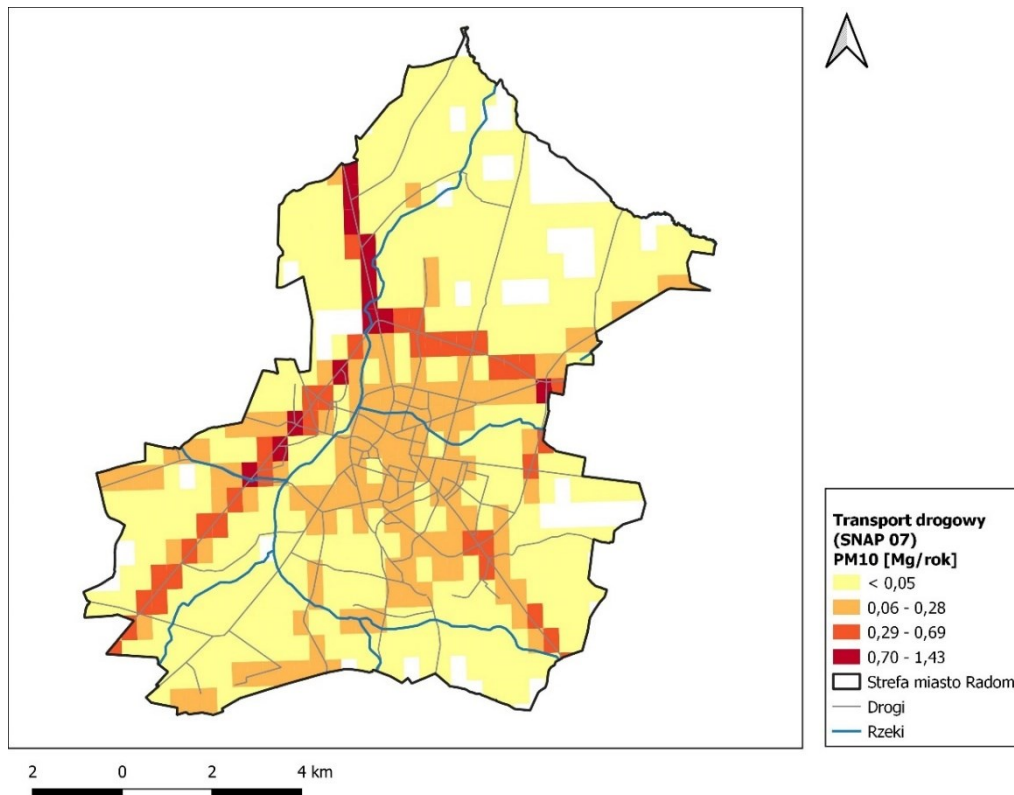 Transport drogowy
(SNAP 07)
PM10 [Mg/rok]
< 0,05
0,06 - 0,28
0,29 - 0,69
0,70 - 1,43
Strefa miasto Radom
Drogi
Rzeki
2 0 2 4 km